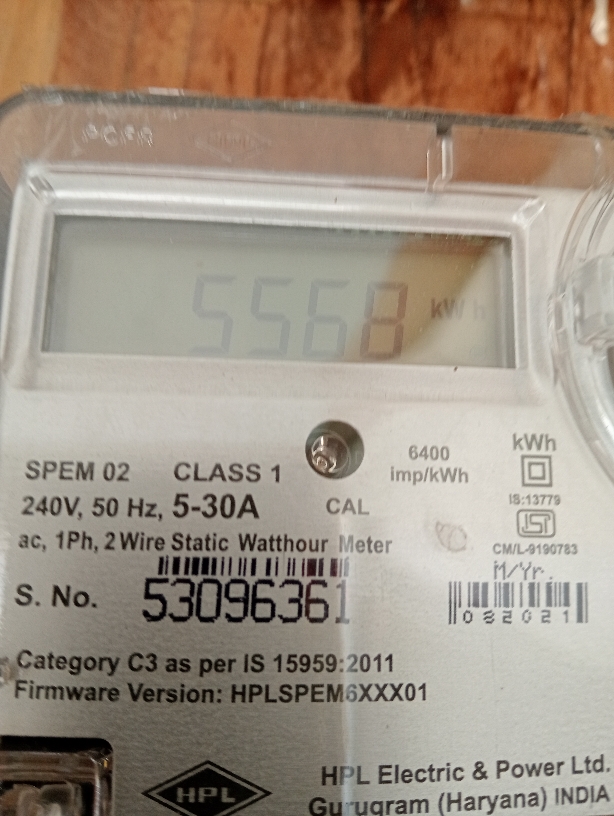 5568 kWh
6400
imp/kWh
kWh
SPEM 02 CLASS 1
240V, 50 Hz, 5-30A
CAL
IS:13779
ISI
CM/L-9190783
ac, 1Ph, 2 Wire Static Watthour Meter
M/Yr.
S. No. 53096361
082021
Category C3 as per IS 15959:2011
Firmware Version: HPLSPEM6XXX01
HPL
HPL Electric & Power Ltd.
Gurugram (Haryana) INDIA